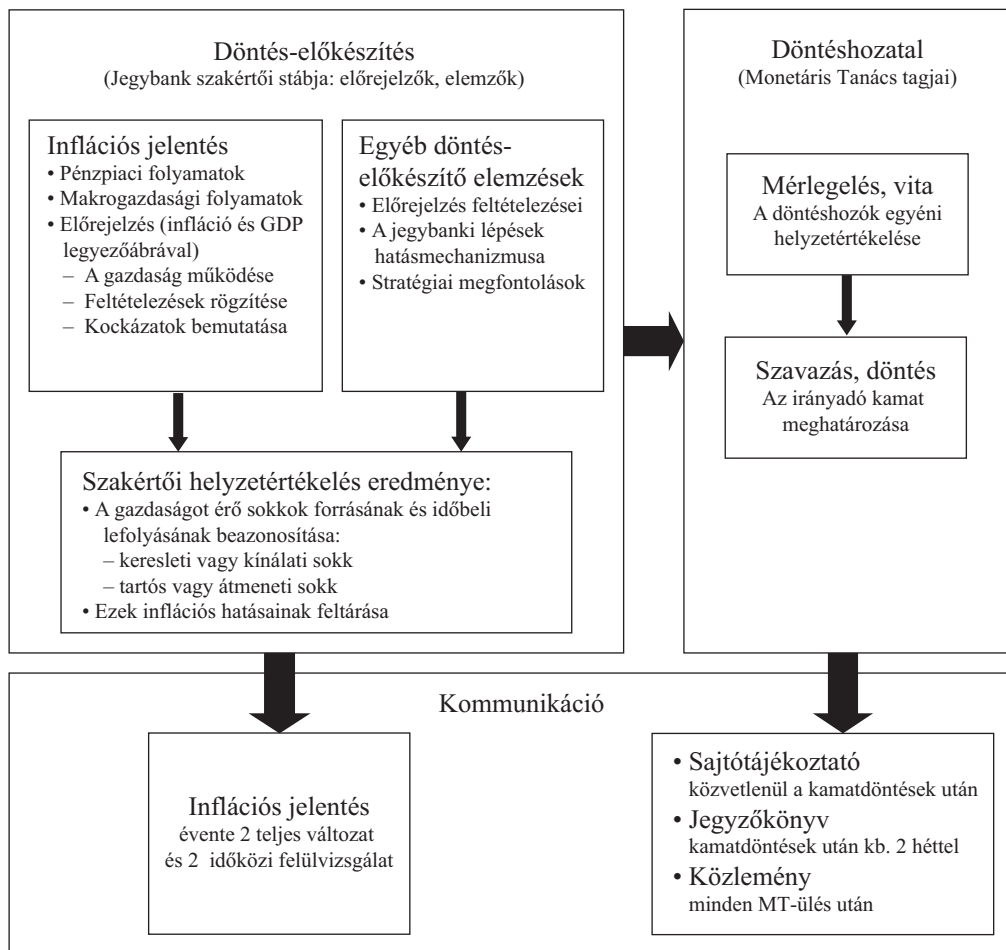 Döntés-előkészítés
(Jegybank szakértői stábja: előrejelzők, elemzők)
Inflációs jelentés
• Pénzpiaci folyamatok
• Makrogazdasági folyamatok
• Előrejelzés (infláció és GDP
legyezőábrával)
– A gazdaság működése
– Feltételezések rögzítése
– Kockázatok bemutatása
Egyéb döntés-
előkészítő elemzések
• Előrejelzés feltételezései
• A jegybanki lépések
hatásmechanizmusa
• Stratégiai megfontolások
Szakértői helyzetértékelés eredménye:
• A gazdaságot érő sokkok forrásának és időbeli
lefolyásának beazonosítása:
– keresleti vagy kínálati sokk
– tartós vagy átmeneti sokk
• Ezek inflációs hatásainak feltárása
Döntéshozatal
(Monetáris Tanács tagjai)
Mérlegelés, vita
A döntéshozók egyéni
helyzetértékelése
Szavazás, döntés
Az irányadó kamat
meghatározása
Kommunikáció
Inflációs jelentés
évente 2 teljes változat
és 2 időközi felülvizsgálat
• Sajtótájékoztató
közvetlenül a kamatdöntések után
• Jegyzőkönyv
kamatdöntések után kb. 2 héttel
• Közlemény
minden MT-ülés után